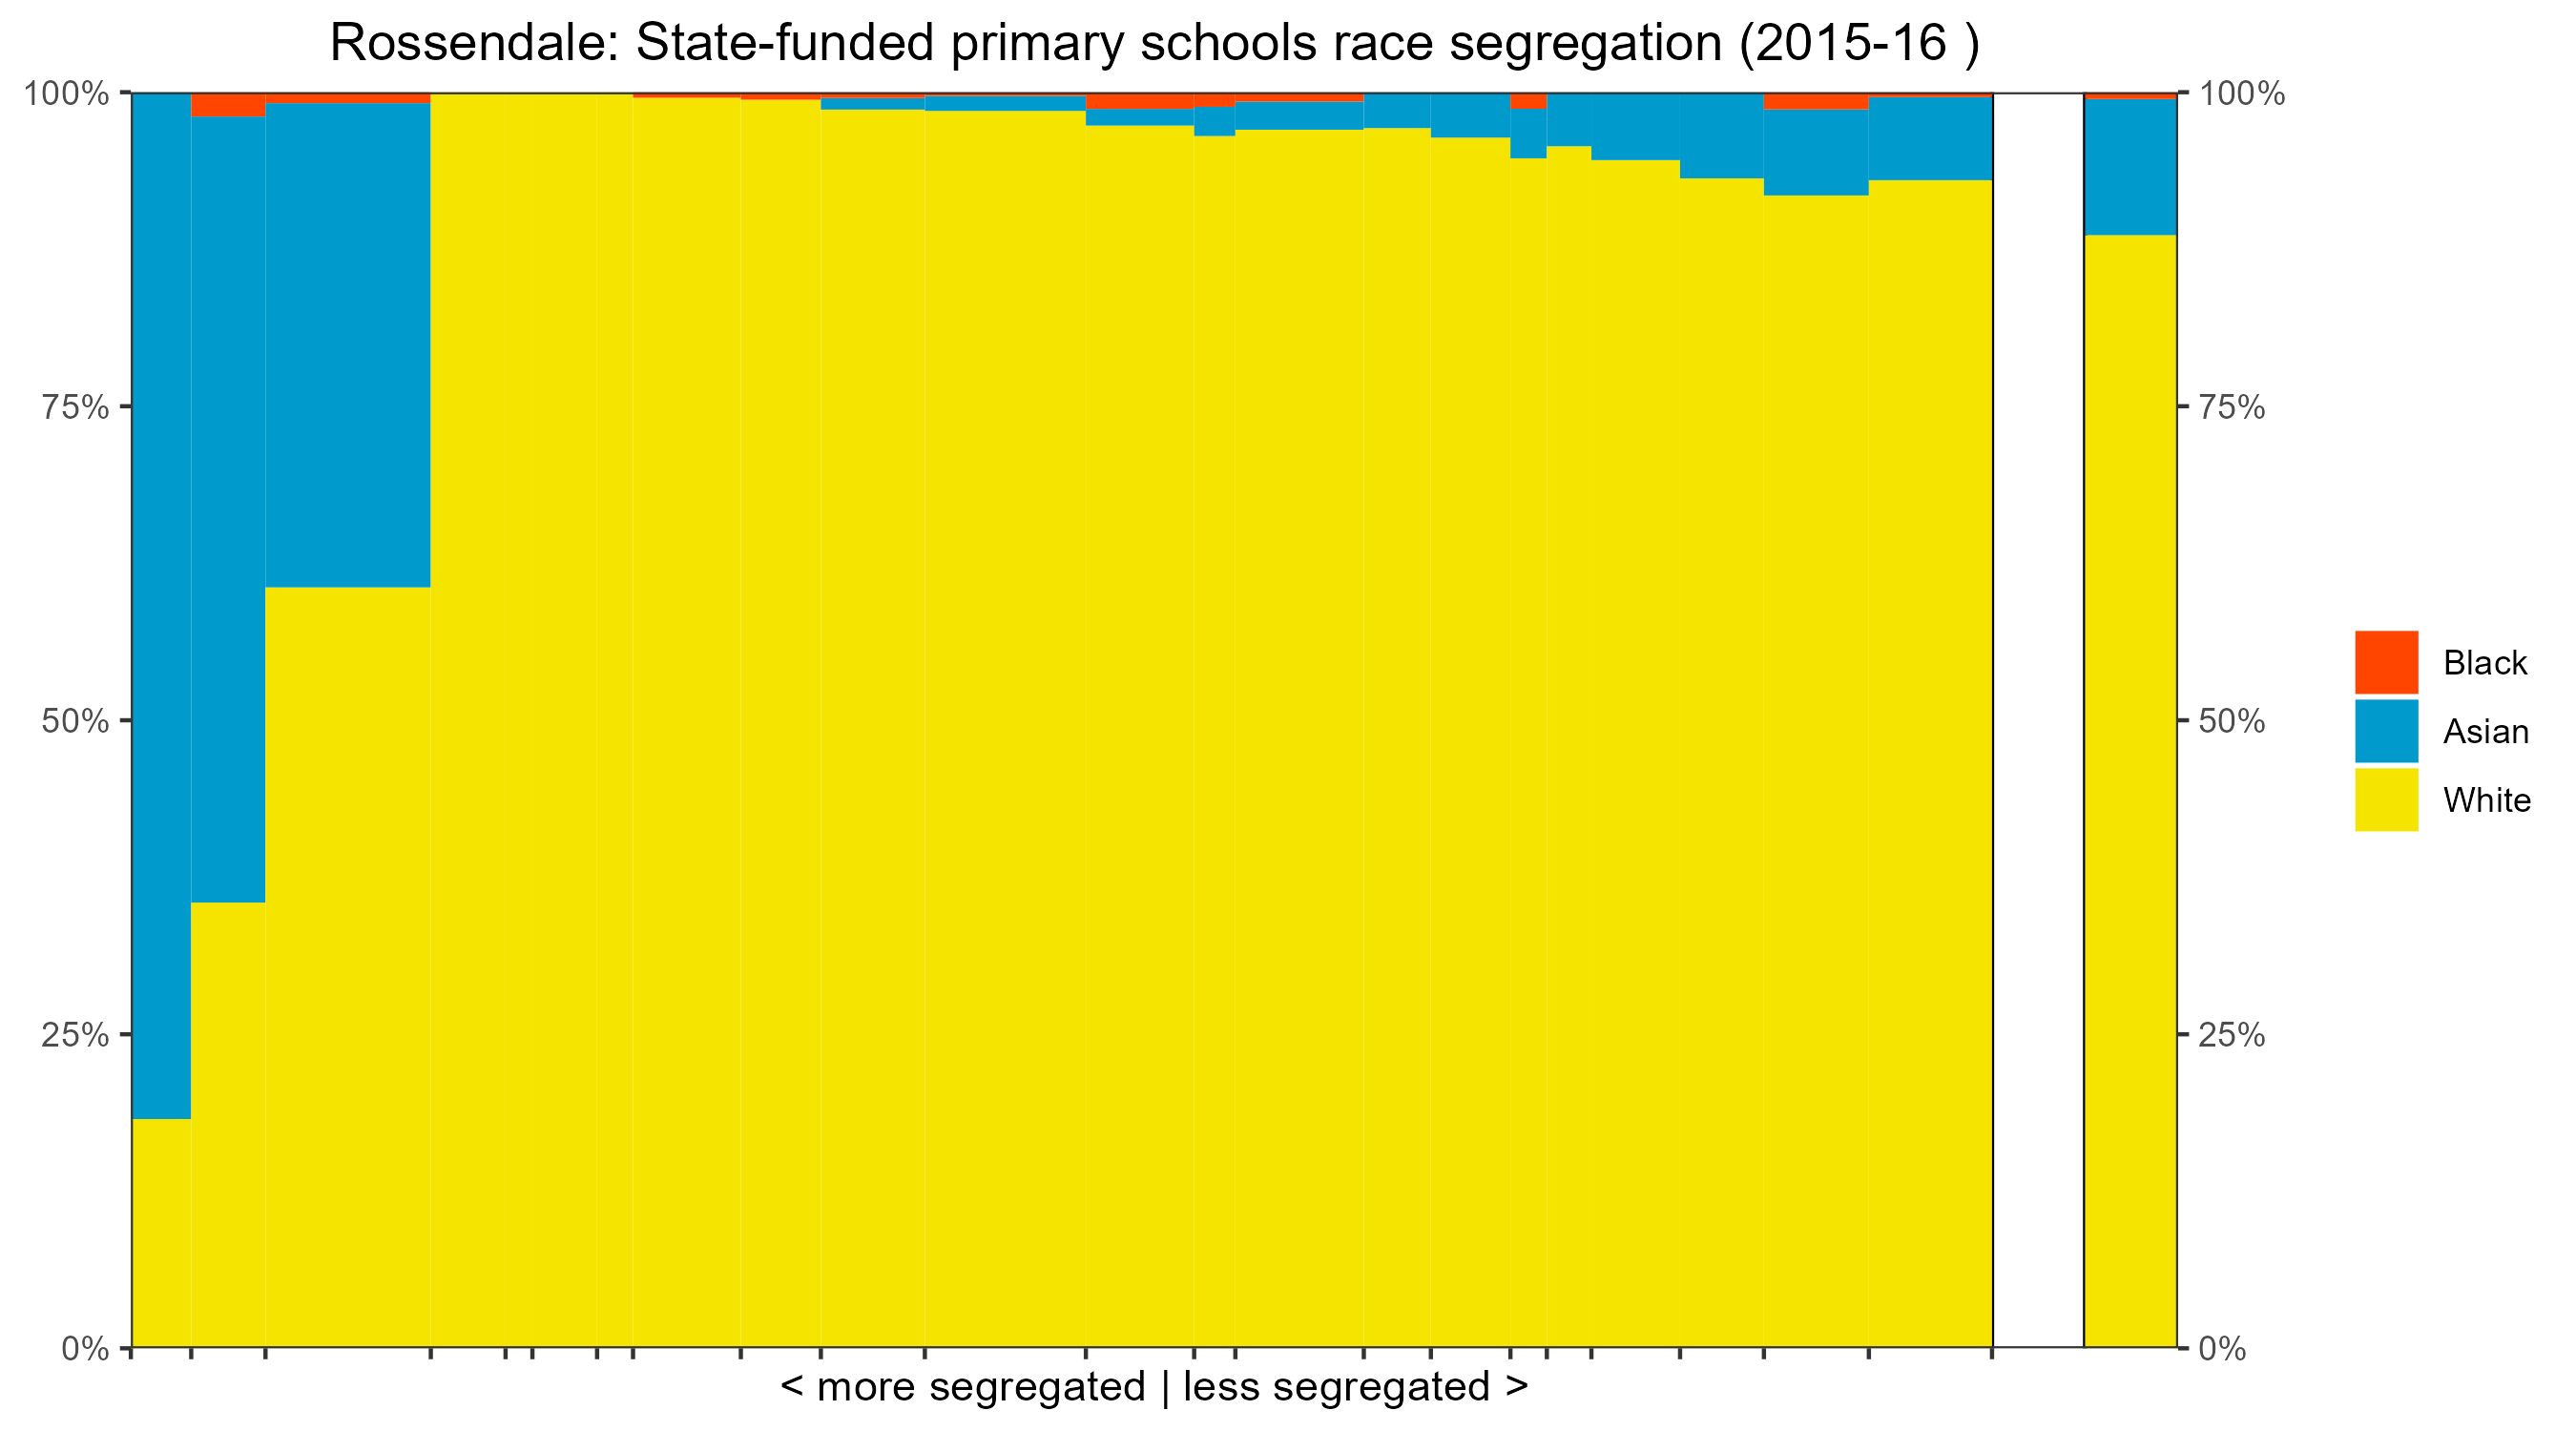 Rossendale: State-funded primary schools race segregation (2015-16 )
100%
75%
50%
25%
0%
100%
75%
50%
25%
0%
< more segregated | less segregated >
Black
Asian
White